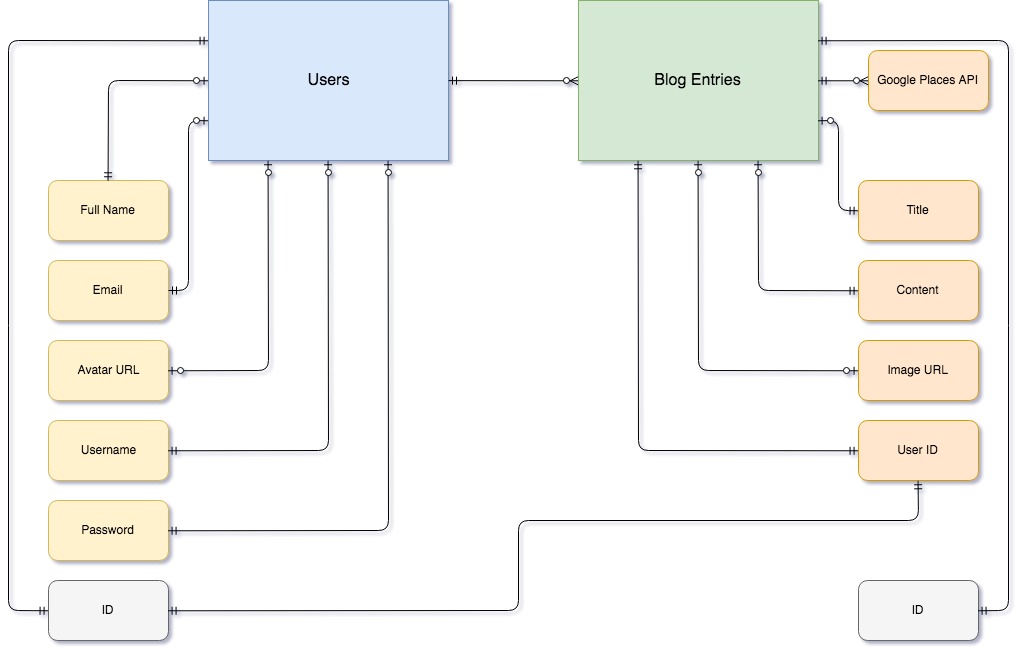 Users
Blog Entries
Google Places API
Full Name
Title
Email
Content
Avatar URL
Image URL
Username
User ID
Password
ID
ID